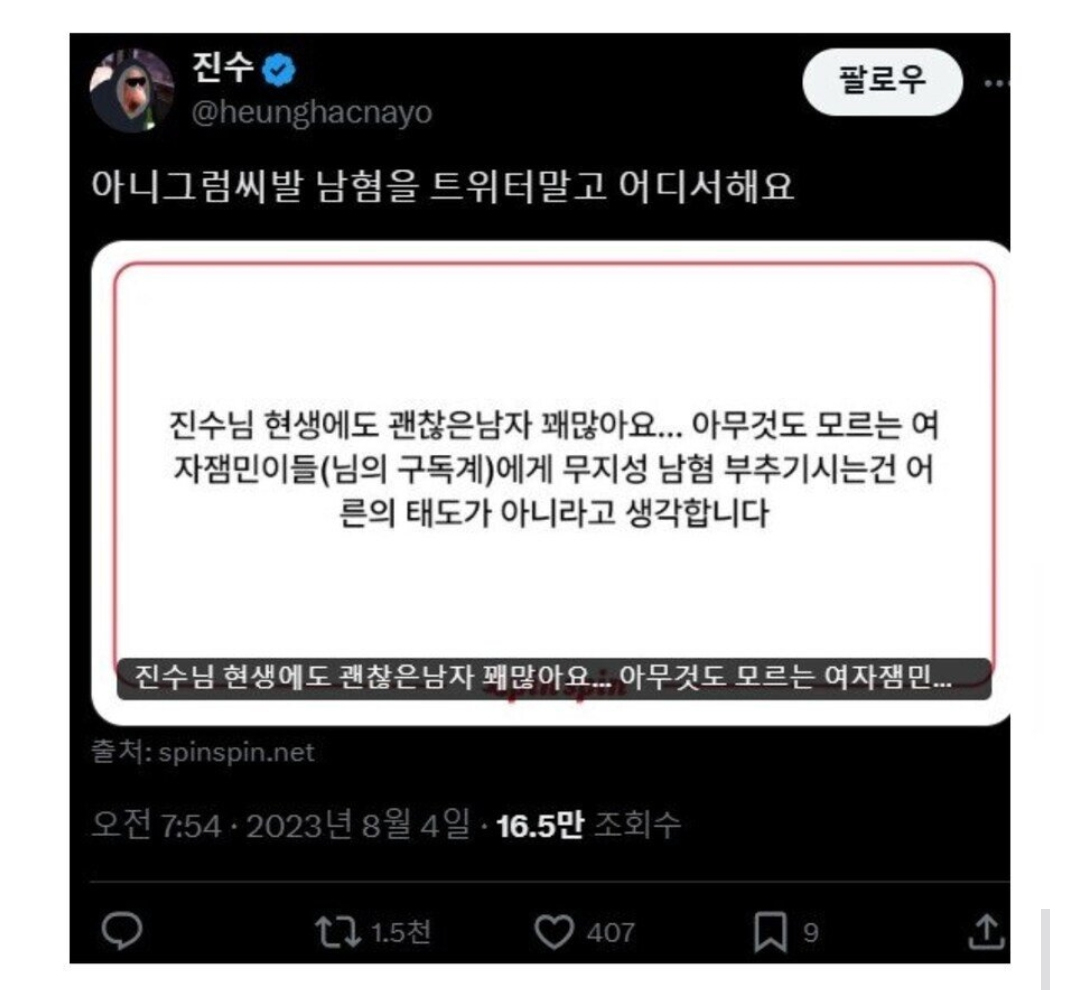 진수
팔로우
@heunghacnayo
아니그럼씨발 남혐을 트위터말고 어디서해요
진수님 현생에도 괜찮은남자 꽤많아요... 아무것도 모르는 여
자잼민이들(님의 구독계)에게 무지성 남혐 부추기시는건 어
른의 태도가 아니라고 생각합니다
spin spin
진수님 현생에도 괜찮은남자 꽤많아요... 아무것도 모르는 여자잼민...
출처: spinspin.net
오전 7:54 · 2023년 8월 4일 · 16.5만 조회수
1.5천 407 9